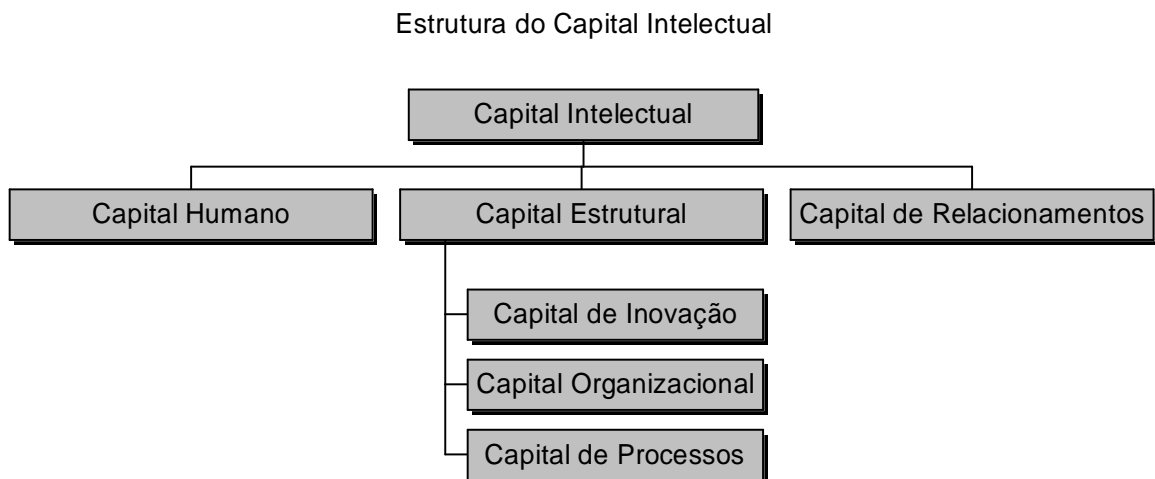 Estrutura do Capital Intelectual
Capital Intelectual
Capital Humano
Capital Estrutural
Capital de Relacionamentos
Capital de Inovação
Capital Organizacional
Capital de Processos